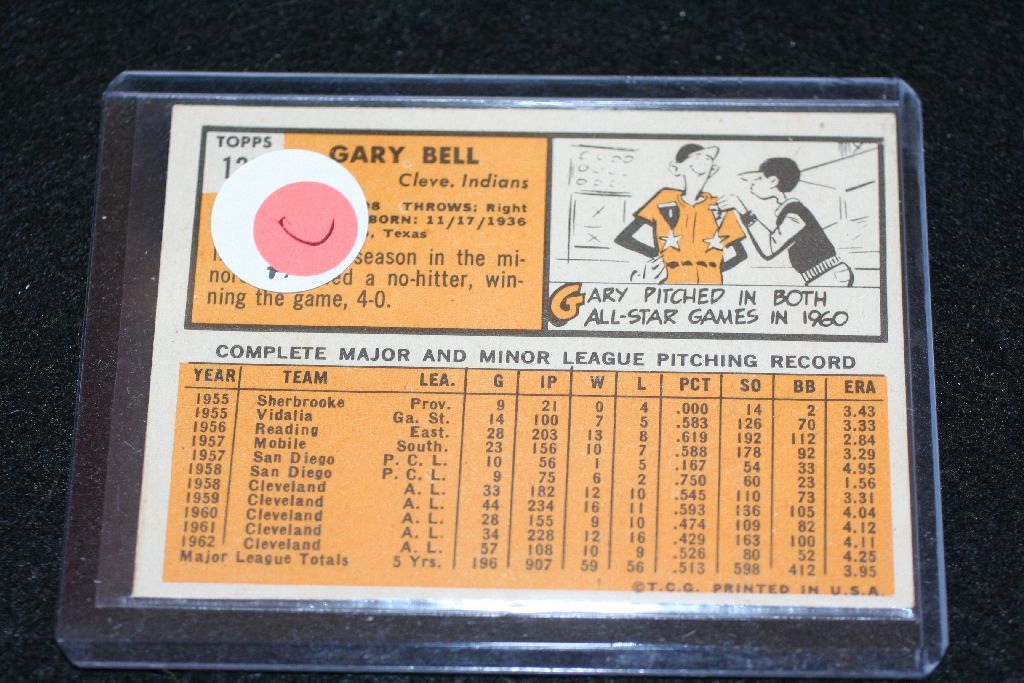 TOPPS
GARY BELL
Cleve. Indians
THROWS: Right
BORN: 11/17/1936
Texas
season in the mi-
a no-hitter, win-
ning the game, 4-0.
GARY PITCHED IN BOTH
ALL-STAR GAMES IN 1960
COMPLETE MAJOR AND MINOR LEAGUE PITCHING RECORD
YEAR TEAM LEA. G IP W L PCT SO BB ERA
1955 Sherbrooke Prov. 9 21 0 4 .000 14 2 3.43
1955 Vidalia Ga. St. 14 100 7 5 .583 126 70 3.33
1956 Reading East. 28 203 13 8 .619 192 112 2.84
1957 Mobile South. 23 156 10 7 .588 178 92 3.29
1957 San Diego P. C. L. 10 56 1 5 .167 54 33 4.95
1958 San Diego P. C. L. 9 75 6 2 .750 60 23 1.56
1958 Cleveland A. L. 33 182 12 10 .545 110 73 3.31
1959 Cleveland A. L. 44 234 16 11 .593 136 105 4.04
1960 Cleveland A. L. 28 155 9 10 .474 109 82 4.12
1961 Cleveland A. L. 34 228 12 16 .429 163 100 4.11
1962 Cleveland A. L. 57 108 10 9 .526 80 52 4.25
Major League Totals 5 Yrs. 196 907 59 56 .513 598 412 3.95
©T.C.G. PRINTED IN U.S.A.